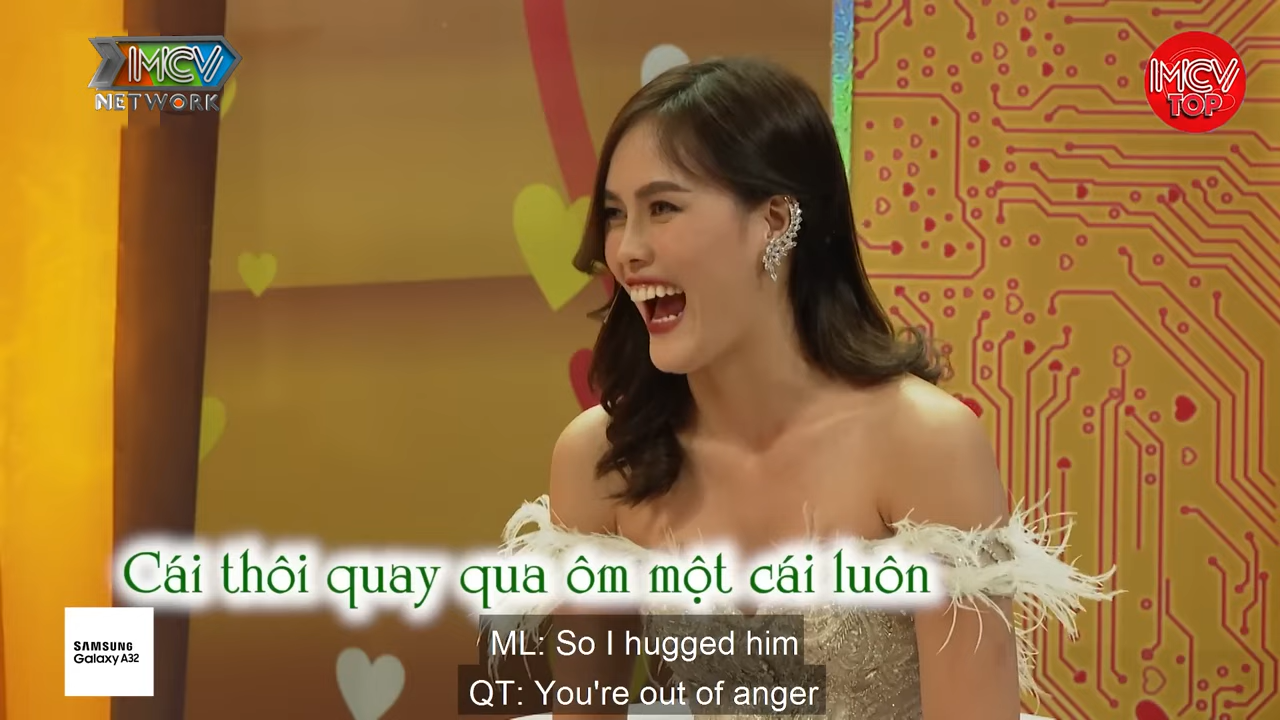 MCV
NETWORK
MCV
TOP
Cái thôi quay qua ôm một cái luôn
SAMSUNG
Galaxy A32
ML: So I hugged him
QT: You're out of anger